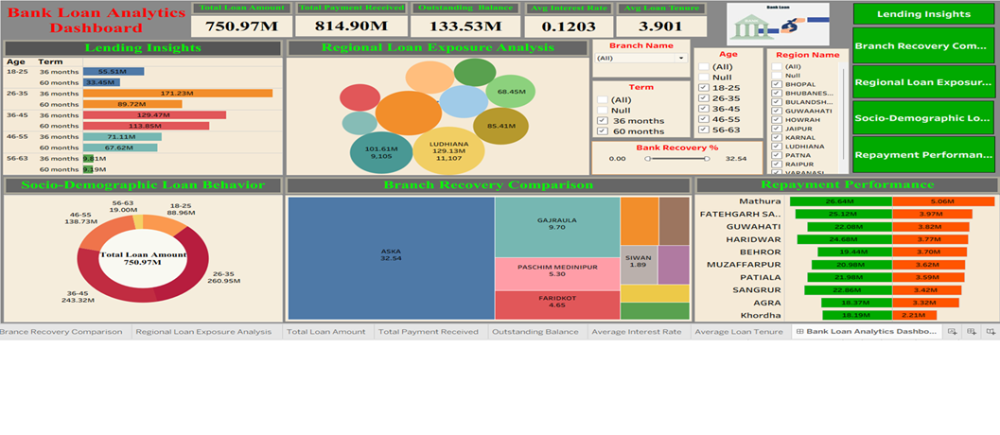 Bank Loan Analytics
Dashboard
Total Loan Amount
750.97M
Total Payment Received
814.90M
Outstanding Balance
133.53M
Avg Interest Rate
0.1203
Avg Loan Tenure
3.901
Bank Loan
BANK
Lending Insights
Branch Recovery Com...
Regional Loan Exposur...
Socio-Demographic Lo...
Repayment Performan...
Lending Insights
Age Term
18-25 36 months 55.51M
60 months 33.45M
26-35 36 months 171.23M
60 months 89.72M
36-45 36 months 129.47M
60 months 113.85M
46-55 36 months 71.11M
60 months 67.62M
56-63 36 months 9.81M
60 months 9.19M
Regional Loan Exposure Analysis
68.45M
85.41M
LUDHIANA
129.13M
11,107
101.61M
9,105
Branch Name
(All)
Term
(All)
Null
36 months
60 months
Age
(All)
Null
18-25
26-35
36-45
46-55
56-63
Region Name
(All)
Null
BHOPAL
BHUBANES...
BULANDSH...
GUWAAHATI
HOWRAH
JAIPUR
KARNAL
LUDHIANA
PATNA
RAIPUR
VARANASI
Bank Recovery %
0.00 32.54
Socio-Demographic Loan Behavior
56-63
19.00M
18-25
88.96M
46-55
138.73M
Total Loan Amount
750.97M
26-35
260.95M
36-45
243.32M
Branch Recovery Comparison
ASKA
32.54
GAJRAULA
9.70
PASCHIM MEDINIPUR
5.30
FARIDKOT
4.65
SIWAN
1.89
Repayment Performance
Mathura 26.64M 5.06M
FATEHGARH SA.. 25.12M 3.97M
GUWAHATI 22.08M 3.82M
HARIDWAR 24.68M 3.77M
BEHROR 19.44M 3.70M
MUZAFFARPUR 20.98M 3.62M
PATIALA 21.98M 3.59M
SANGRUR 22.86M 3.42M
AGRA 18.37M 3.32M
Khordha 18.19M 2.21M
Brance Recovery Comparison Regional Loan Exposure Analysis Total Loan Amount Total Payment Received Outstanding Balance Average Interest Rate Average Loan Tenure Bank Loan Analytics Dashbo...